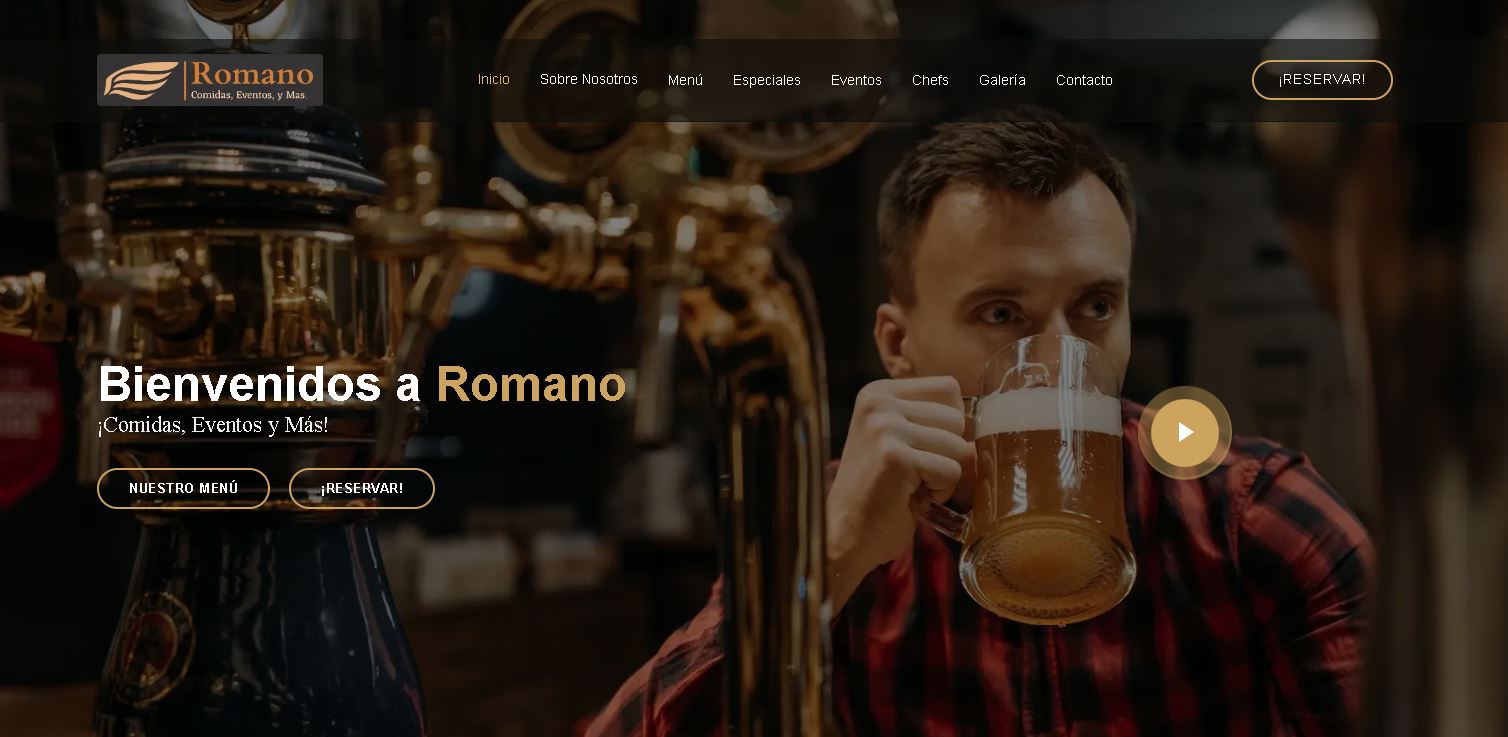 Romano
Comidas, Eventos, y Mas.
Inicio Sobre Nosotros Menú Especiales Eventos Chefs Galería Contacto
¡RESERVAR!
Bienvenidos a Romano
¡Comidas, Eventos y Más!
NUESTRO MENÚ ¡RESERVAR!